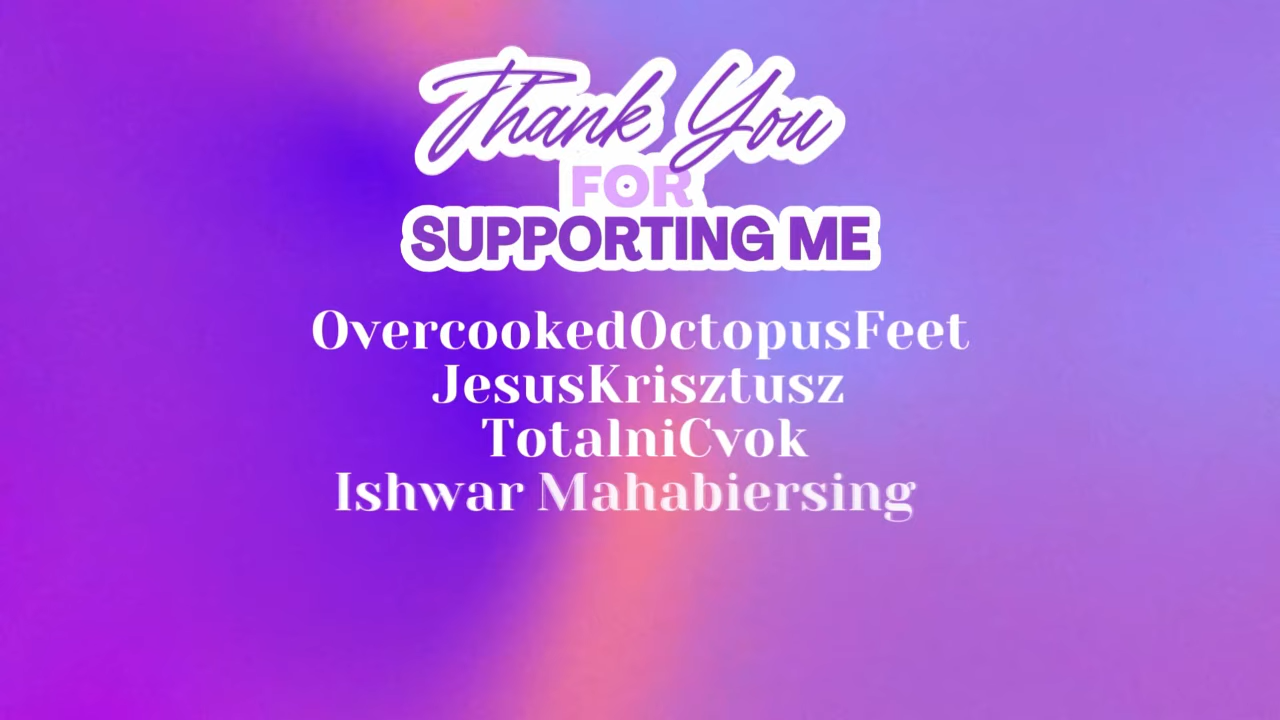 Thank You
FOR
SUPPORTING ME
OvercookedOctopusFeet
JesusKrisztusz
TotalniCvok
Ishwar Mahabiersing